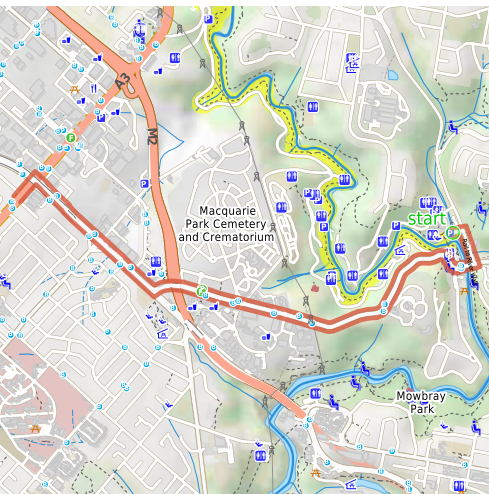 A3
M2
Macquarie
Park Cemetery
and Crematorium
start
Mowbray
Park